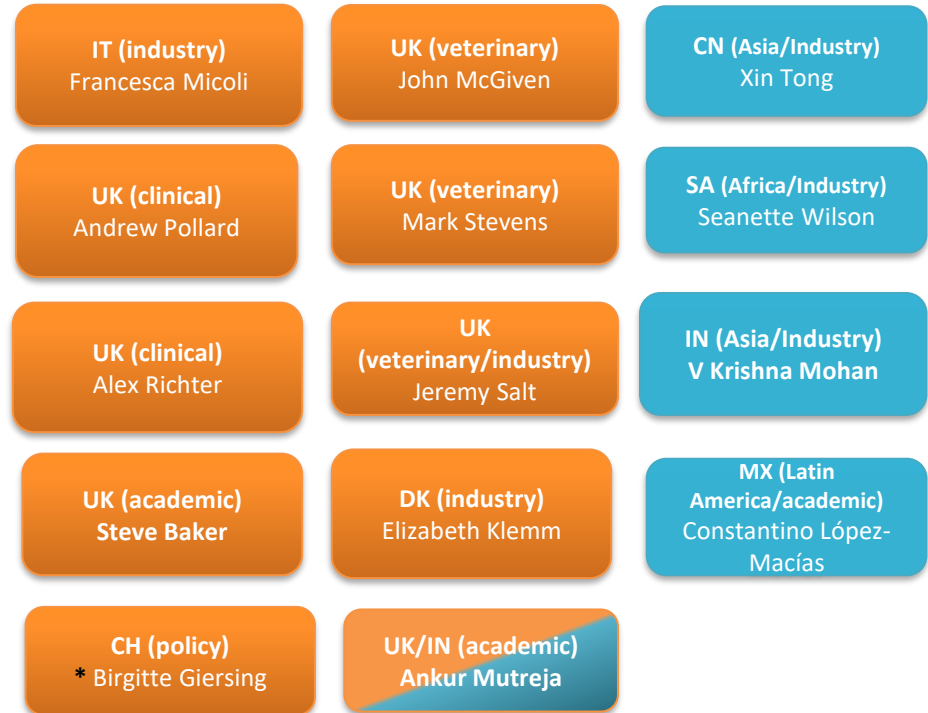 IT (industry)
Francesca Micoli
UK (veterinary)
John McGiven
CN (Asia/Industry)
Xin Tong
UK (clinical)
Andrew Pollard
UK (veterinary)
Mark Stevens
SA (Africa/Industry)
Seanette Wilson
UK (clinical)
Alex Richter
UK
(veterinary/industry)
Jeremy Salt
IN (Asia/Industry)
V Krishna Mohan
UK (academic)
Steve Baker
DK (industry)
Elizabeth Klemm
MX (Latin
America/academic)
Constantino López-
Macías
CH (policy)
* Birgitte Giersing
UK/IN (academic)
Ankur Mutreja